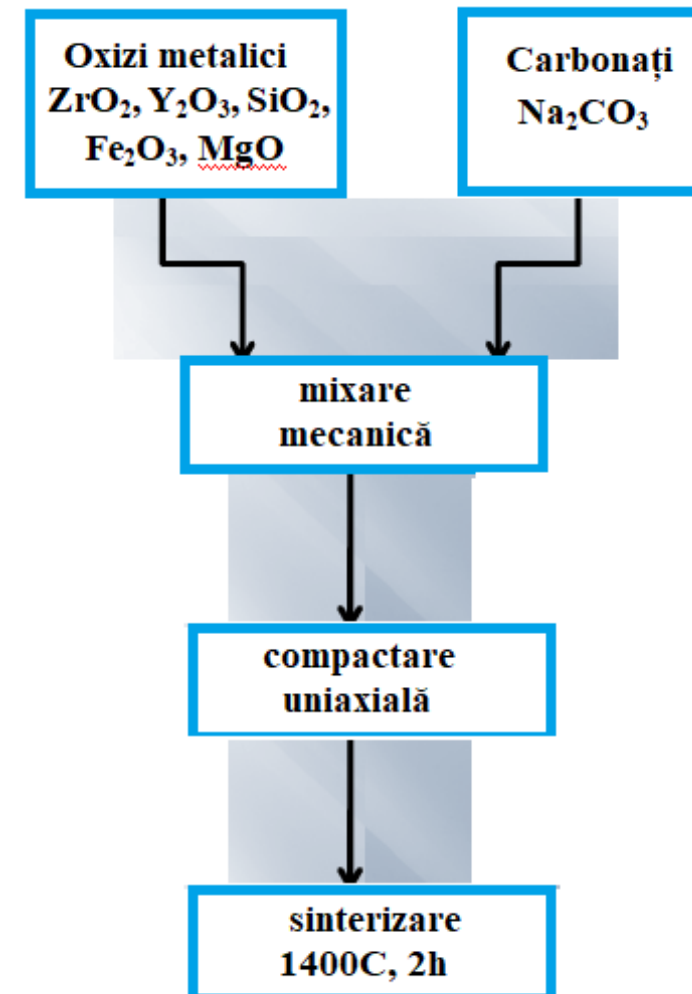 Oxizi metalici
ZrO₂, Y₂O₃, SiO₂,
Fe₂O₃, MgO
Carbonați
Na₂CO₃
mixare
mecanică
compactare
uniaxială
sinterizare
1400C, 2h